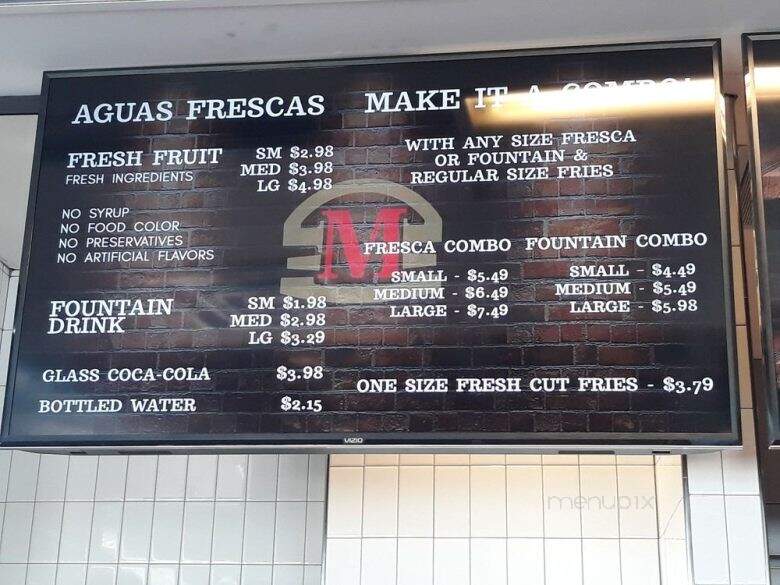 AGUAS FRESCAS
FRESH FRUIT
FRESH INGREDIENTS
SM $2.98
MED $3.98
LG $4.98
NO SYRUP
NO FOOD COLOR
NO PRESERVATIVES
NO ARTIFICIAL FLAVORS
FOUNTAIN
DRINK
SM $1.98
MED $2.98
LG $3.29
GLASS COCA-COLA $3.98
BOTTLED WATER $2.15
MAKE IT A COMBO!
WITH ANY SIZE FRESCA
OR FOUNTAIN &
REGULAR SIZE FRIES
M
FRESCA COMBO
SMALL - $5.49
MEDIUM - $6.49
LARGE - $7.49
FOUNTAIN COMBO
SMALL - $4.49
MEDIUM - $5.49
LARGE - $5.98
ONE SIZE FRESH CUT FRIES - $3.79
VIZIO
menupix